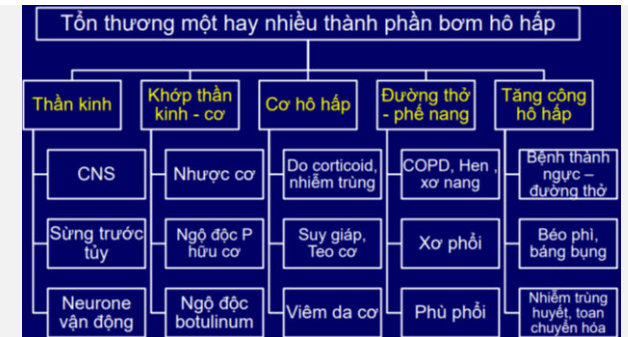 Tổn thương một hay nhiều thành phần bơm hô hấp
Thần kinh
Khớp thần
kinh - cơ
Cơ hô hấp
Đường thở
- phế nang
Tăng công
hô hấp
CNS
Nhược cơ
Do corticoid,
nhiễm trùng
COPD, Hen ,
xơ nang
Bệnh thành
ngực –
đường thở
Sừng trước
tủy
Ngộ độc P
hữu cơ
Suy giáp,
Teo cơ
Xơ phổi
Béo phì,
báng bụng
Neurone
vận động
Ngộ độc
botulinum
Viêm da cơ
Phù phổi
Nhiễm trùng
huyết, toan
chuyển hóa